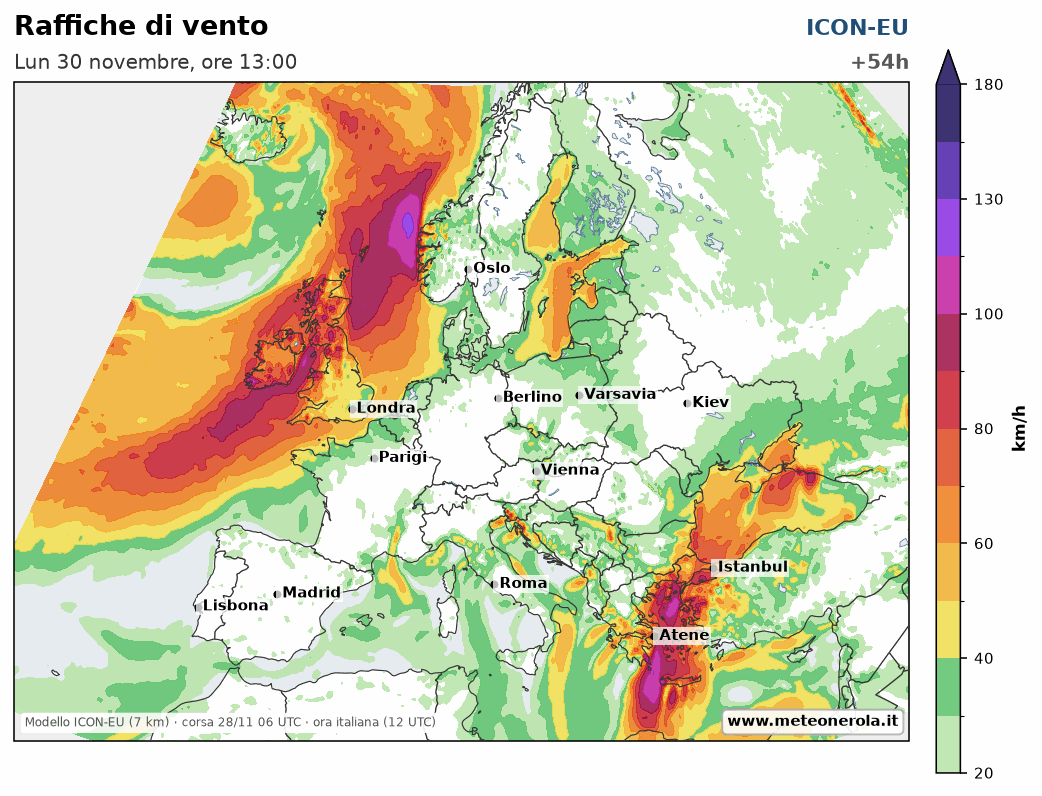 Raffiche di vento
ICON-EU
Lun 30 novembre, ore 13:00
+54h
180
130
100
80
60
40
20
km/h
Oslo
Berlino
Varsavia
Kiev
Londra
Parigi
Vienna
Istanbul
Roma
Madrid
Lisbona
Atene
Modello ICON-EU (7 km) · corsa 28/11 06 UTC · ora italiana (12 UTC)
www.meteonerola.it